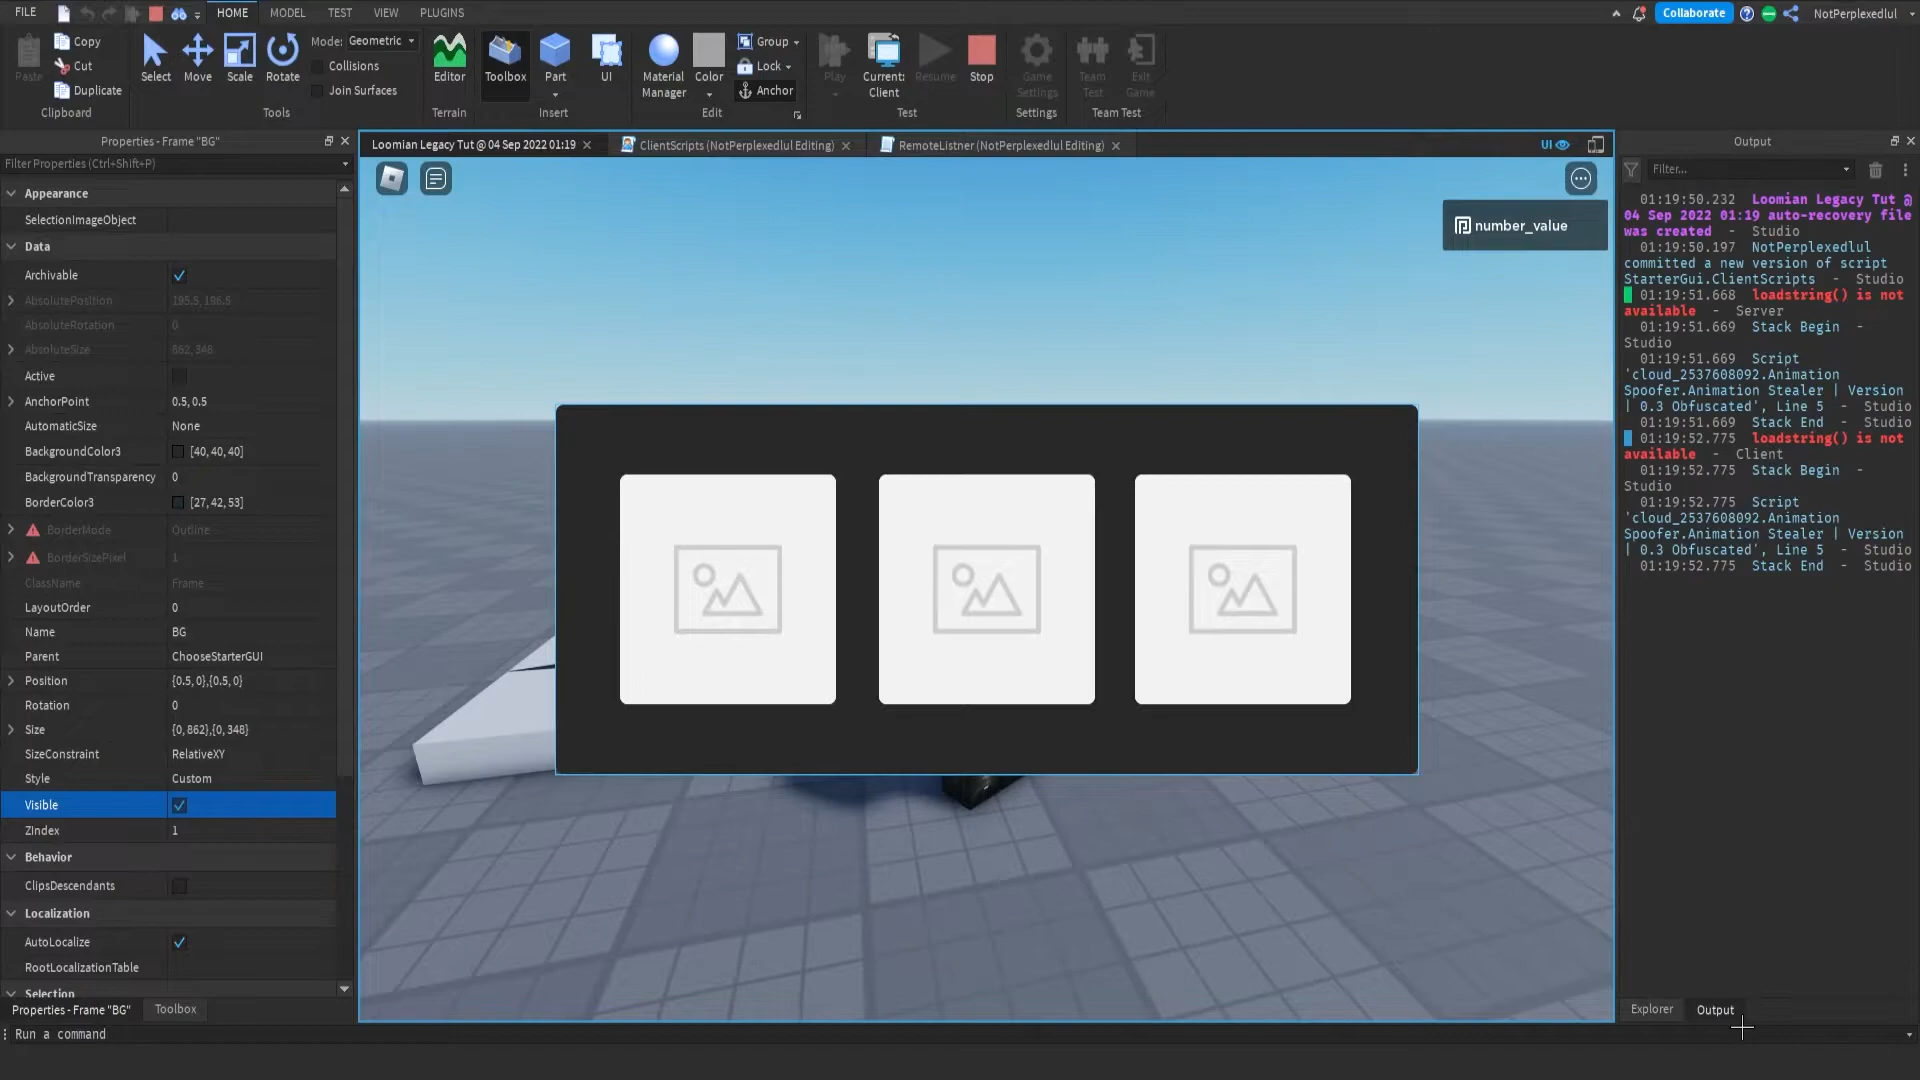 FILE
HOME
MODEL
TEST
VIEW
PLUGINS
Collaborate
NotPerplexedlul
Paste
Copy
Cut
Duplicate
Clipboard
Select
Move
Scale
Rotate
Mode: Geometric
Collisions
Join Surfaces
Tools
Editor
Terrain
Toolbox
Part
UI
Insert
Material
Manager
Color
Group
Lock
Anchor
Edit
Play
Current:
Client
Resume
Stop
Test
Game
Settings
Settings
Team
Test
Exit
Game
Team Test
Properties - Frame "BG"
Filter Properties (Ctrl+Shift+P)
Appearance
SelectionImageObject
Data
Archivable
AbsolutePosition 195.5, 186.5
AbsoluteRotation 0
AbsoluteSize 862, 348
Active
AnchorPoint 0.5, 0.5
AutomaticSize None
BackgroundColor3 [40, 40, 40]
BackgroundTransparency 0
BorderColor3 [27, 42, 53]
BorderMode Outline
BorderSizePixel 1
ClassName Frame
LayoutOrder 0
Name BG
Parent ChooseStarterGUI
Position {0.5, 0},{0.5, 0}
Rotation 0
Size {0, 862},{0, 348}
SizeConstraint RelativeXY
Style Custom
Visible
ZIndex 1
Behavior
ClipsDescendants
Localization
AutoLocalize
RootLocalizationTable
Selection
Properties - Frame "BG"
Toolbox
Run a command
Loomian Legacy Tut @ 04 Sep 2022 01:19
ClientScripts (NotPerplexedlul Editing)
RemoteListner (NotPerplexedlul Editing)
UI
number_value
Output
Filter...
01:19:50.232 Loomian Legacy Tut @
04 Sep 2022 01:19 auto-recovery file
was created - Studio
01:19:50.197 NotPerplexedlul
committed a new version of script
StarterGui.ClientScripts - Studio
01:19:51.668 loadstring() is not
available - Server
01:19:51.669 Stack Begin -
Studio
01:19:51.669 Script
'cloud_2537608092.Animation
Spoofer.Animation Stealer | Version
| 0.3 Obfuscated', Line 5 - Studio
01:19:51.669 Stack End - Studio
01:19:52.775 loadstring() is not
available - Client
01:19:52.775 Stack Begin -
Studio
01:19:52.775 Script
'cloud_2537608092.Animation
Spoofer.Animation Stealer | Version
| 0.3 Obfuscated', Line 5 - Studio
01:19:52.775 Stack End - Studio
Explorer
Output